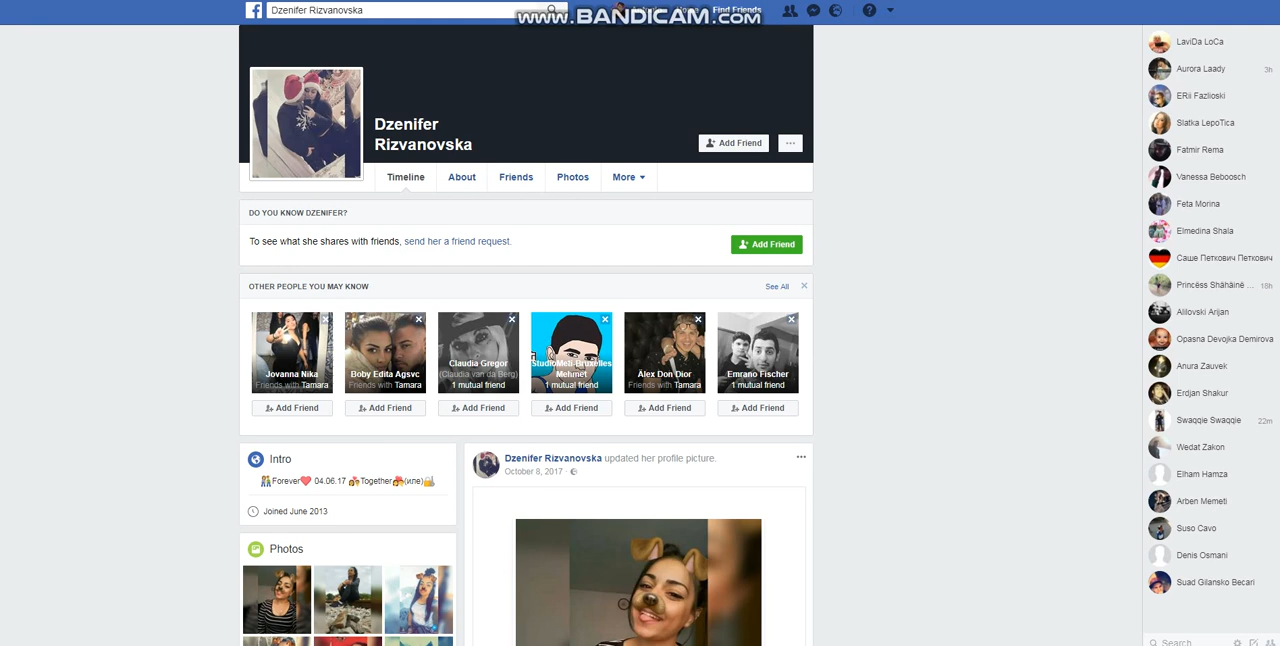 Dzenifer Rizvanovska
www.BANDICAM.com
Find Friends
Dzenifer
Rizvanovska
Add Friend
Timeline
About
Friends
Photos
More
DO YOU KNOW DZENIFER?
To see what she shares with friends, send her a friend request.
Add Friend
OTHER PEOPLE YOU MAY KNOW
See All
Jovanna Nika
Friends with Tamara
Add Friend
Boby Edita Agsvc
Friends with Tamara
Add Friend
Claudia Gregor
(Claudia van da Berg)
1 mutual friend
Add Friend
StudioMeti Bruxelles
Mehmet
1 mutual friend
Add Friend
Älex Don Dior
Friends with Tamara
Add Friend
Emrano Fischer
1 mutual friend
Add Friend
Intro
👫Forever❤️ 04.06.17 💏Together💏(иле)🔐
Joined June 2013
Photos
Dzenifer Rizvanovska updated her profile picture.
October 8, 2017 ·
LaviDa LoCa
Aurora Laady 3h
ERii Fazlioski
Slatka LepoTica
Fatmir Rema
Vanessa Beboosch
Feta Morina
Elmedina Shala
Саше Петкович Петкович
Princëss Shähäinë ... 18h
Alilovski Arijan
Opasna Devojka Demirova
Anura Zauvek
Erdjan Shakur
Swaqqie Swaqqie 22m
Wedat Zakon
Elham Hamza
Arben Memeti
Suso Cavo
Denis Osmani
Suad Gilansko Becari
Search